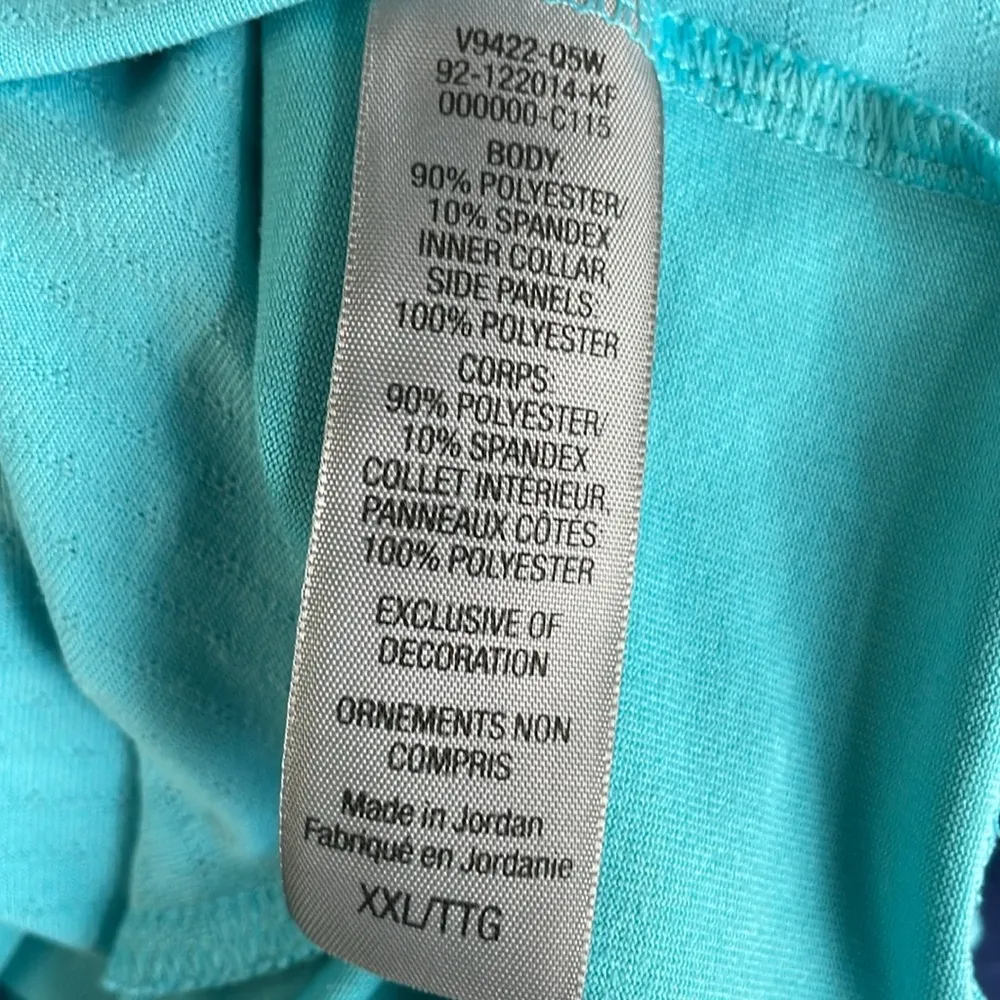 V9422-Q5W
92-122014-KF
000000-C115
BODY:
90% POLYESTER/
10% SPANDEX
INNER COLLAR,
SIDE PANELS
100% POLYESTER
CORPS:
90% POLYESTER/
10% SPANDEX
COLLET INTÉRIEUR,
PANNEAUX CÔTÉS
100% POLYESTER
EXCLUSIVE OF
DECORATION
ORNEMENTS NON
COMPRIS
Made in Jordan
Fabriqué en Jordanie
XXL/TTG